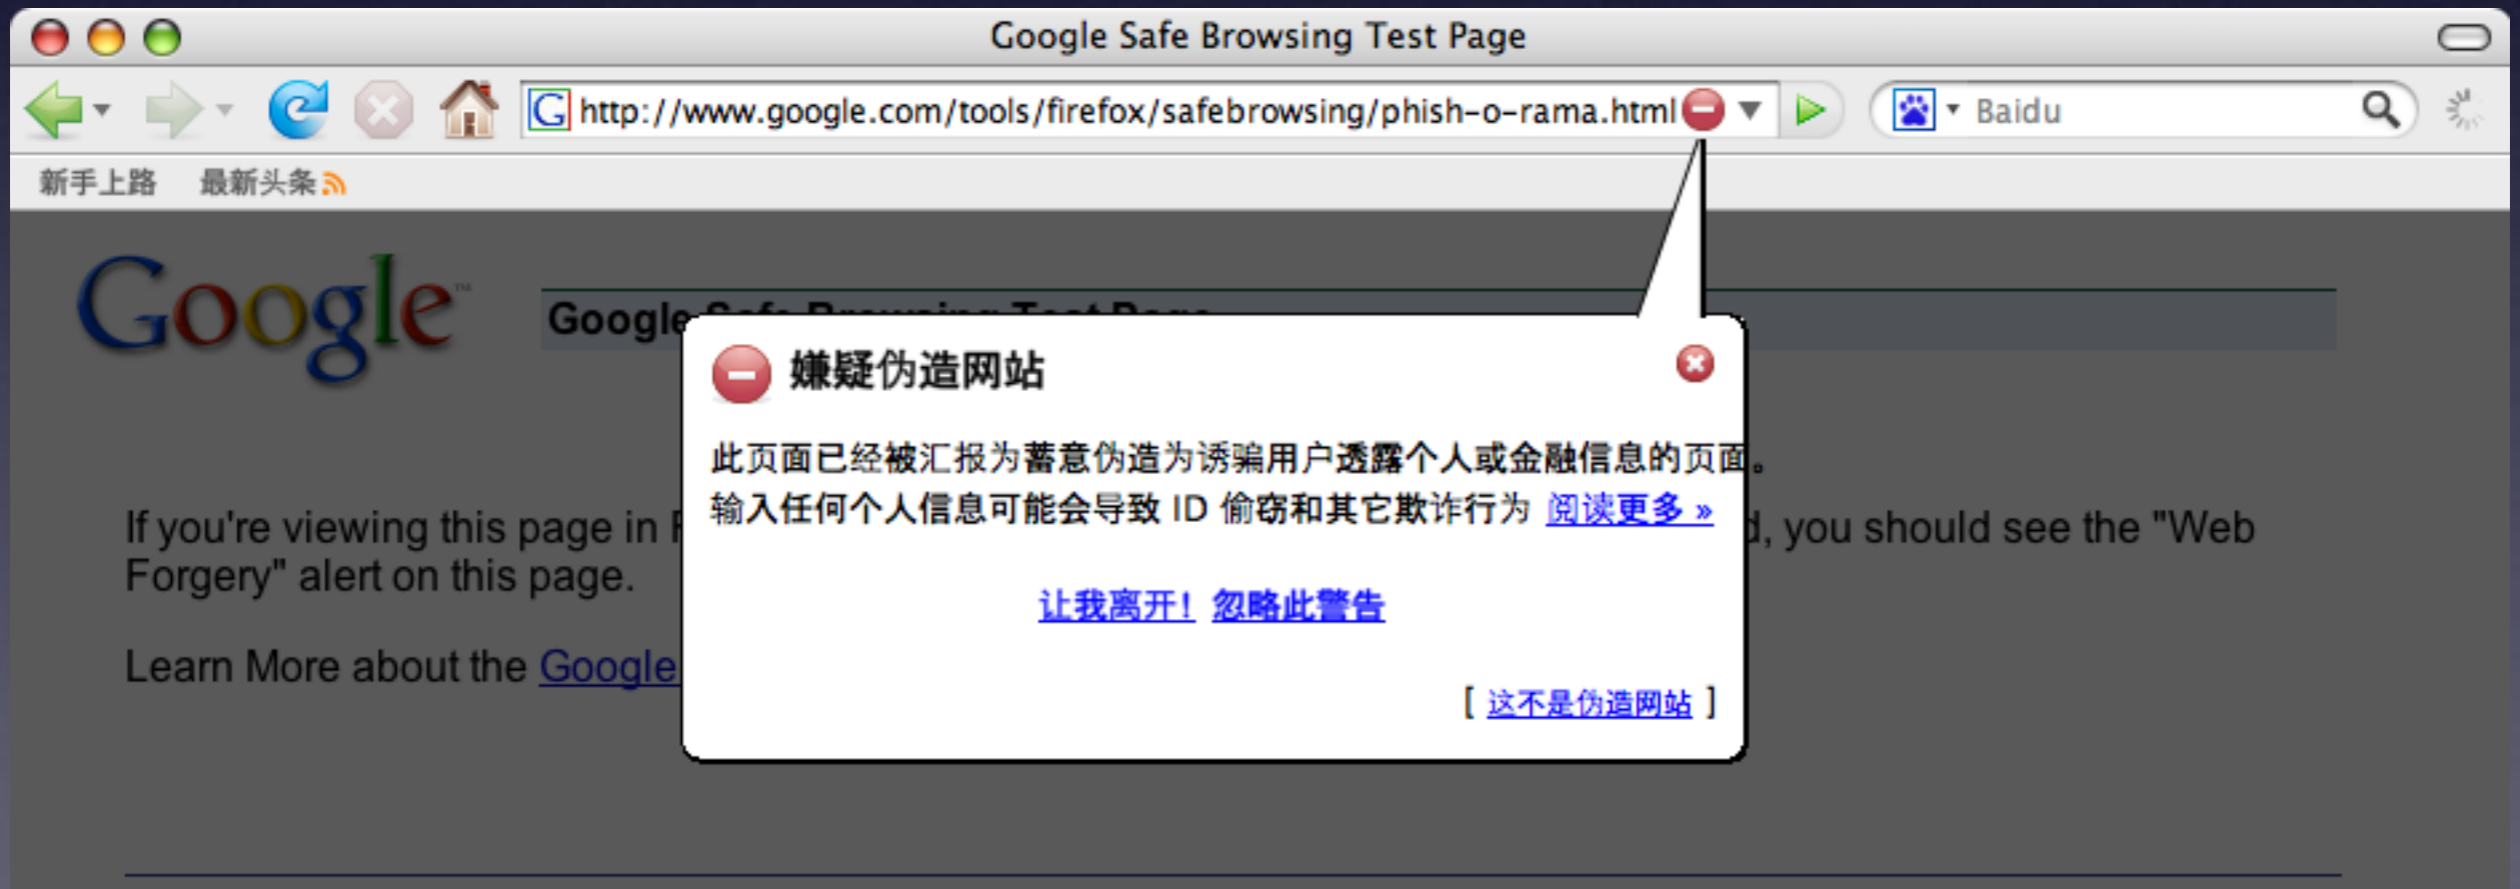 Google Safe Browsing Test Page
http://www.google.com/tools/firefox/safebrowsing/phish-o-rama.html
Baidu
新手上路 最新头条
Google™
Google Safe Browsing Test Page
嫌疑伪造网站
此页面已经被汇报为蓄意伪造为诱骗用户透露个人或金融信息的页面。
输入任何个人信息可能会导致 ID 偷窃和其它欺诈行为 阅读更多 »
If you're viewing this page in
d, you should see the "Web
Forgery" alert on this page.
让我离开! 忽略此警告
Learn More about the Google
[ 这不是伪造网站 ]